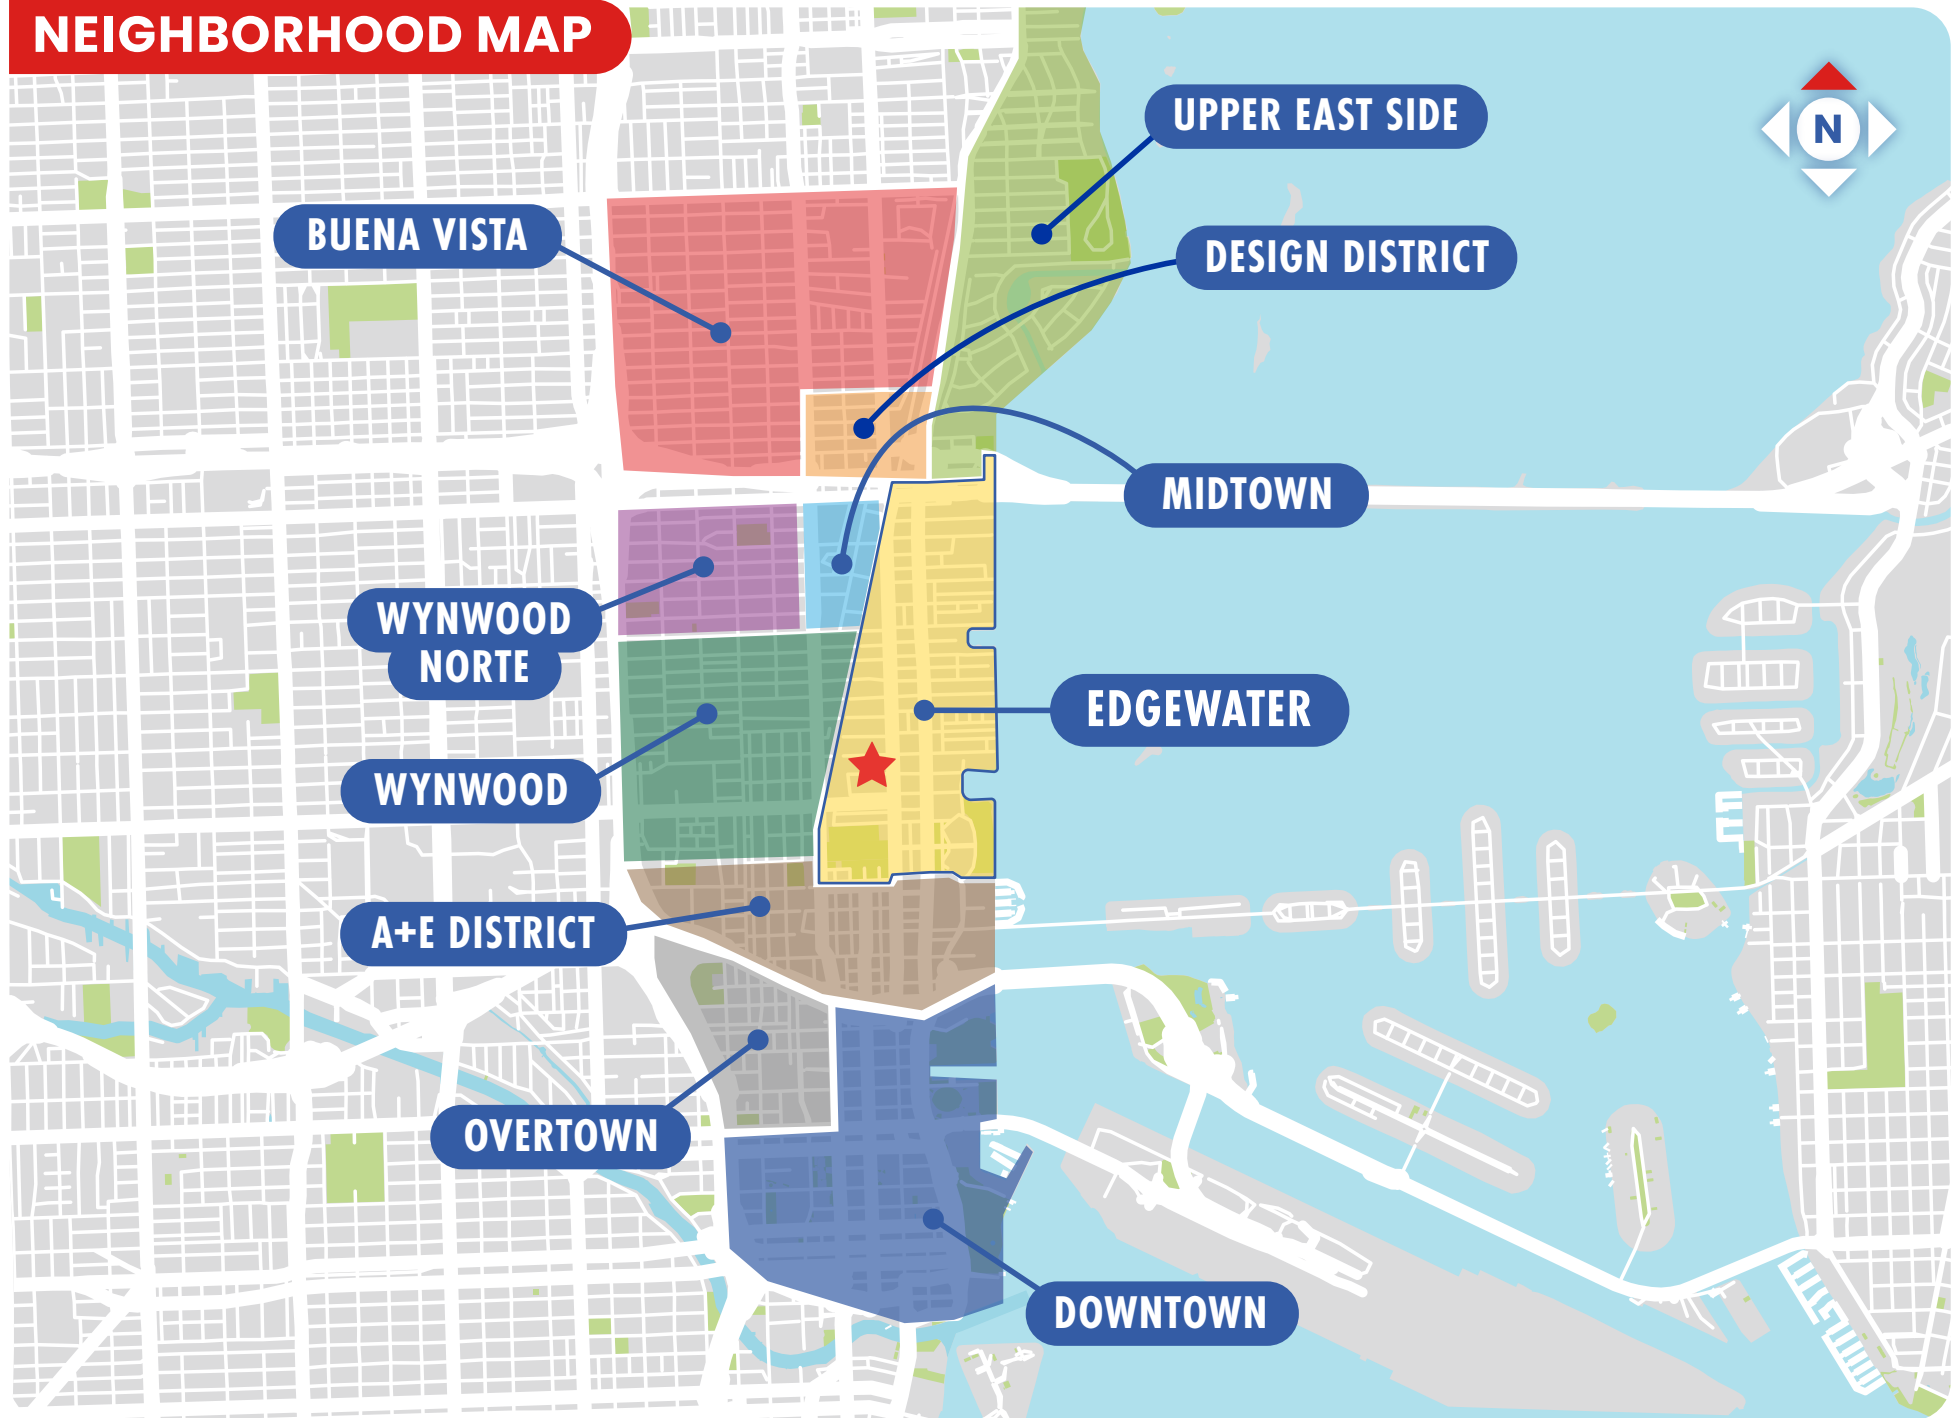 NEIGHBORHOOD MAP
UPPER EAST SIDE
N
BUENA VISTA
DESIGN DISTRICT
MIDTOWN
WYNWOOD
NORTE
EDGEWATER
WYNWOOD
A+E DISTRICT
OVERTOWN
DOWNTOWN